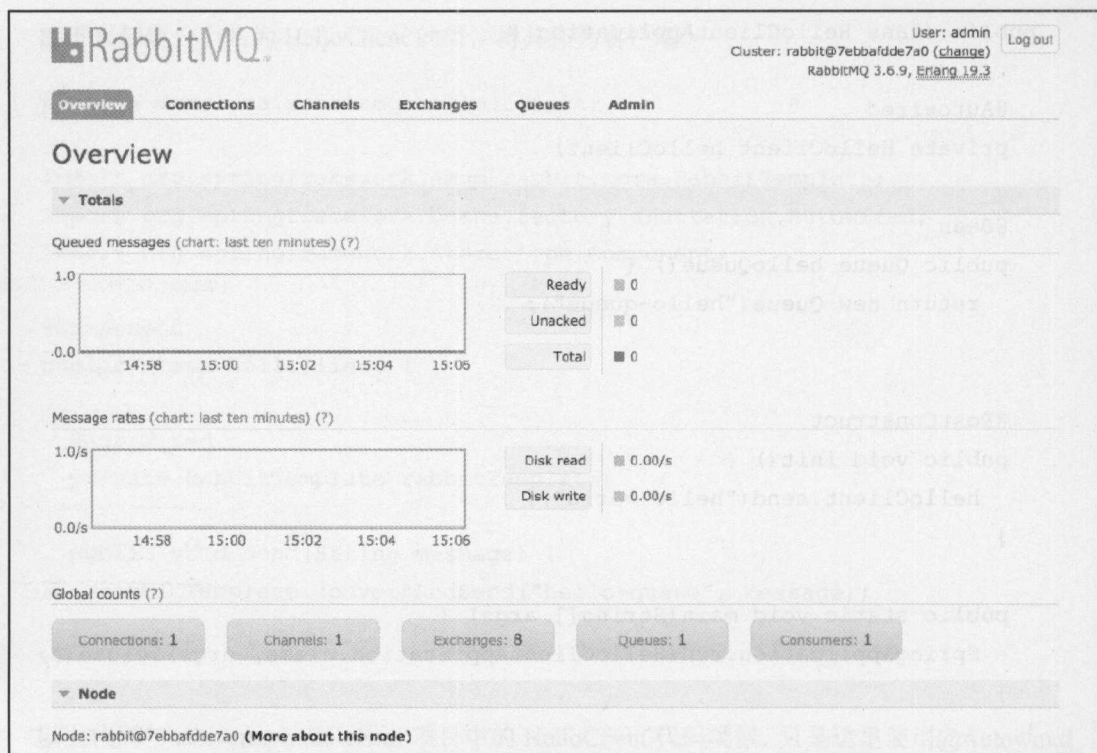 RabbitMQ
User: admin
Log out
Cluster: rabbit@7ebbafdde7a0 (change)
RabbitMQ 3.6.9, Erlang 19.3
Overview Connections Channels Exchanges Queues Admin
Overview
Totals
Queued messages (chart: last ten minutes) (?)
1.0
0.0
14:58 15:00 15:02 15:04 15:06
Ready 0
Unacked 0
Total 0
Message rates (chart: last ten minutes) (?)
1.0/s
0.0/s
14:58 15:00 15:02 15:04 15:06
Disk read 0.00/s
Disk write 0.00/s
Global counts (?)
Connections: 1 Channels: 1 Exchanges: 8 Queues: 1 Consumers: 1
Node
Node: rabbit@7ebbafdde7a0 (More about this node)